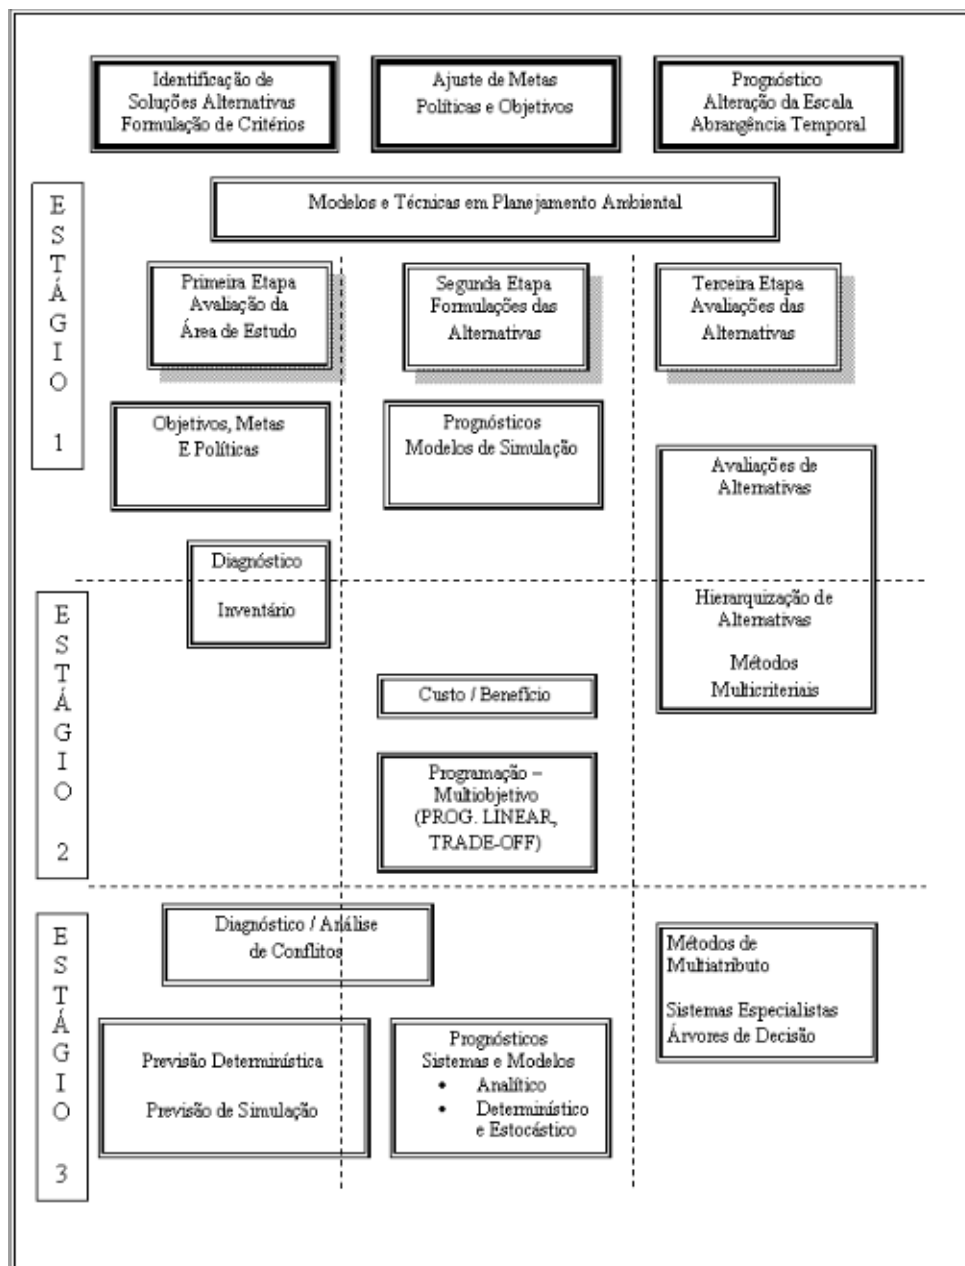 Identificação de
Soluções Alternativas
Formulação de Critérios
Ajuste de Metas
Políticas e Objetivos
Prognóstico
Alteração da Escala
Abrangência Temporal
ESTÁGIO 1
Modelos e Técnicas em Planejamento Ambiental
Primeira Etapa
Avaliação da
Área de Estudo
Segunda Etapa
Formulações das
Alternativas
Terceira Etapa
Avaliações das
Alternativas
Objetivos, Metas
E Políticas
Prognósticos
Modelos de Simulação
Avaliações de
Alternativas
Diagnóstico
Inventário
Hierarquização de
Alternativas
Métodos
Multicriteriais
ESTÁGIO 2
Custo / Benefício
Programação –
Multiobjetivo
(PROG. LINEAR,
TRADE-OFF)
ESTÁGIO 3
Diagnóstico / Análise
de Conflitos
Métodos de
Multiatributo
Sistemas Especialistas
Árvores de Decisão
Previsão Determinística
Previsão de Simulação
Prognósticos
Sistemas e Modelos
• Analítico
• Determinístico
e Estocástico